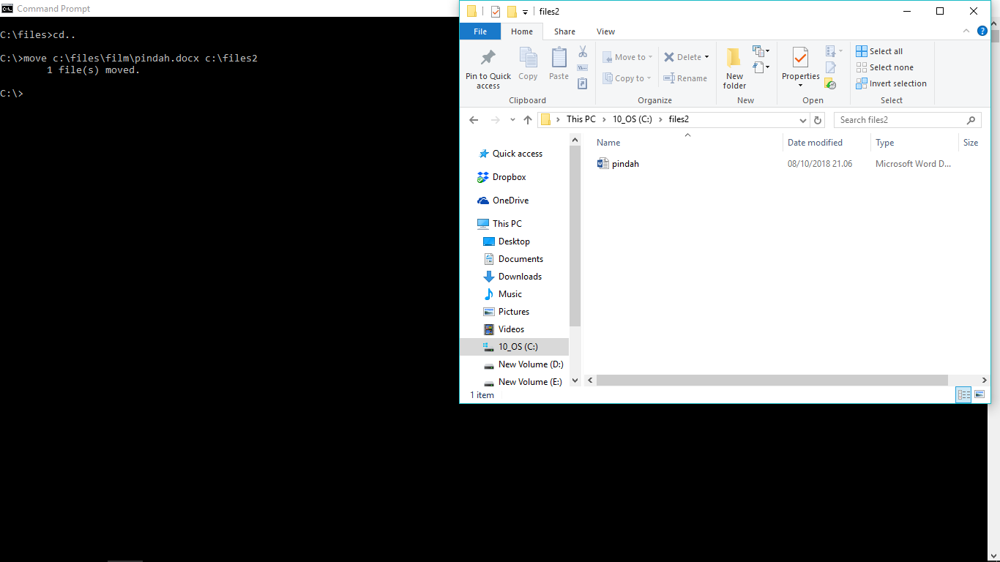 Command Prompt
C:\files>cd..
C:\>move c:\files\film\pindah.docx c:\files2
1 file(s) moved.
C:\>
files2
File Home Share View
Pin to Quick access
Copy
Paste
Clipboard
Move to
Copy to
Delete
Rename
Organize
New folder
New
Properties
Open
Select all
Select none
Invert selection
Select
This PC > 10_OS (C:) > files2
Search files2
Quick access
Dropbox
OneDrive
This PC
Desktop
Documents
Downloads
Music
Pictures
Videos
10_OS (C:)
New Volume (D:)
New Volume (E:)
Name Date modified Type Size
pindah 08/10/2018 21.06 Microsoft Word D...
1 item